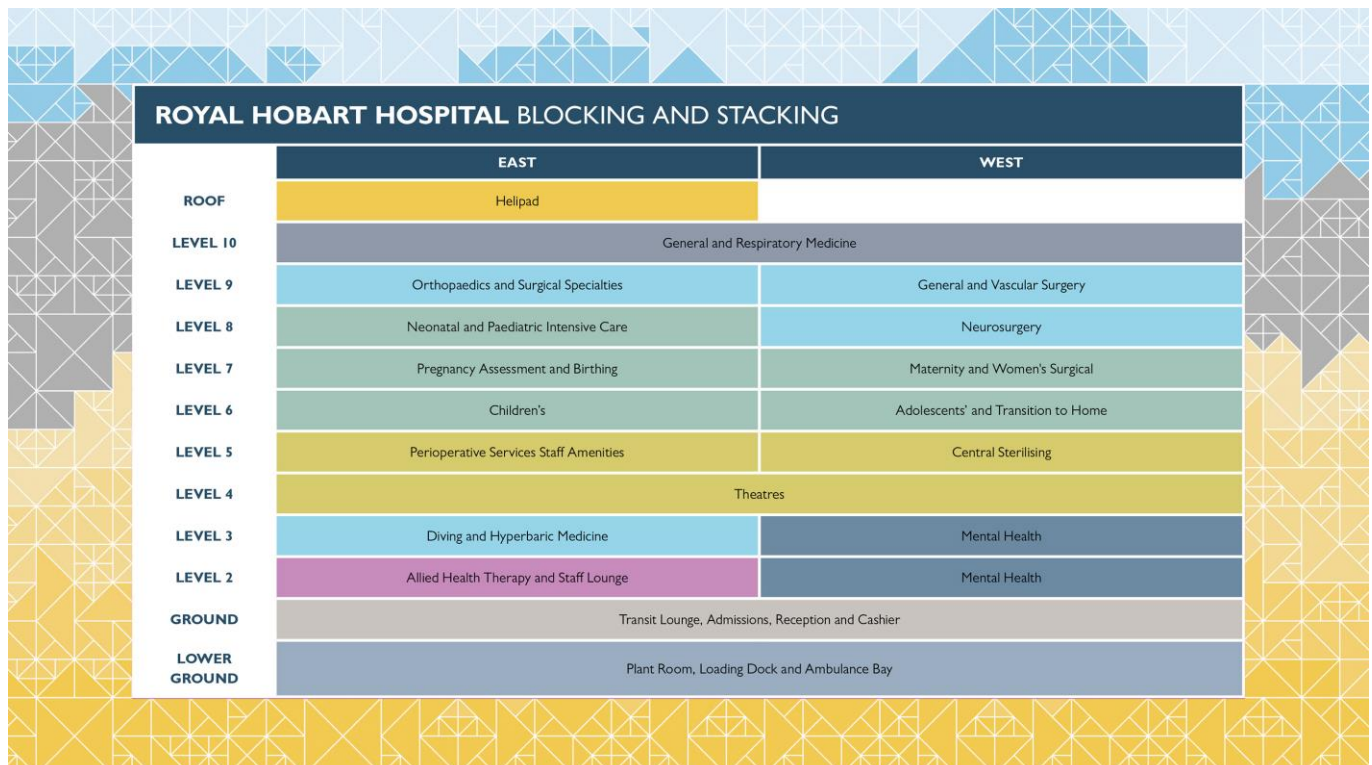 ROYAL HOBART HOSPITAL BLOCKING AND STACKING
EAST WEST
ROOF Helipad
LEVEL 10 General and Respiratory Medicine
LEVEL 9 Orthopaedics and Surgical Specialties General and Vascular Surgery
LEVEL 8 Neonatal and Paediatric Intensive Care Neurosurgery
LEVEL 7 Pregnancy Assessment and Birthing Maternity and Women's Surgical
LEVEL 6 Children's Adolescents' and Transition to Home
LEVEL 5 Perioperative Services Staff Amenities Central Sterilising
LEVEL 4 Theatres
LEVEL 3 Diving and Hyperbaric Medicine Mental Health
LEVEL 2 Allied Health Therapy and Staff Lounge Mental Health
GROUND Transit Lounge, Admissions, Reception and Cashier
LOWER
GROUND Plant Room, Loading Dock and Ambulance Bay